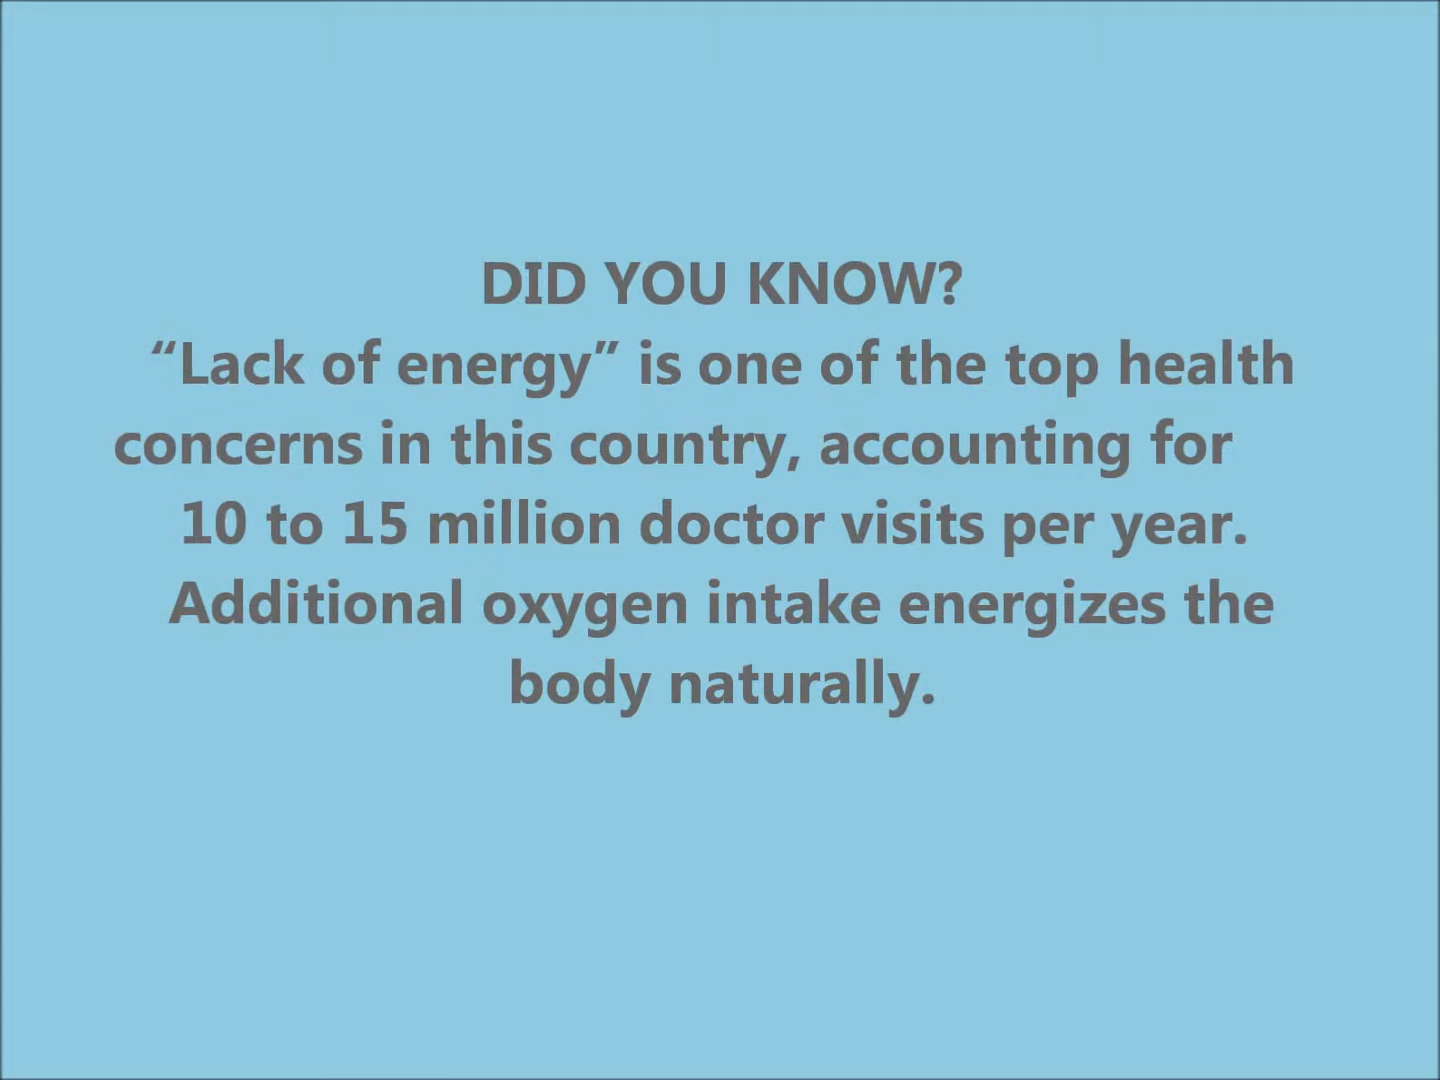 DID YOU KNOW?
“Lack of energy” is one of the top health
concerns in this country, accounting for
10 to 15 million doctor visits per year.
Additional oxygen intake energizes the
body naturally.